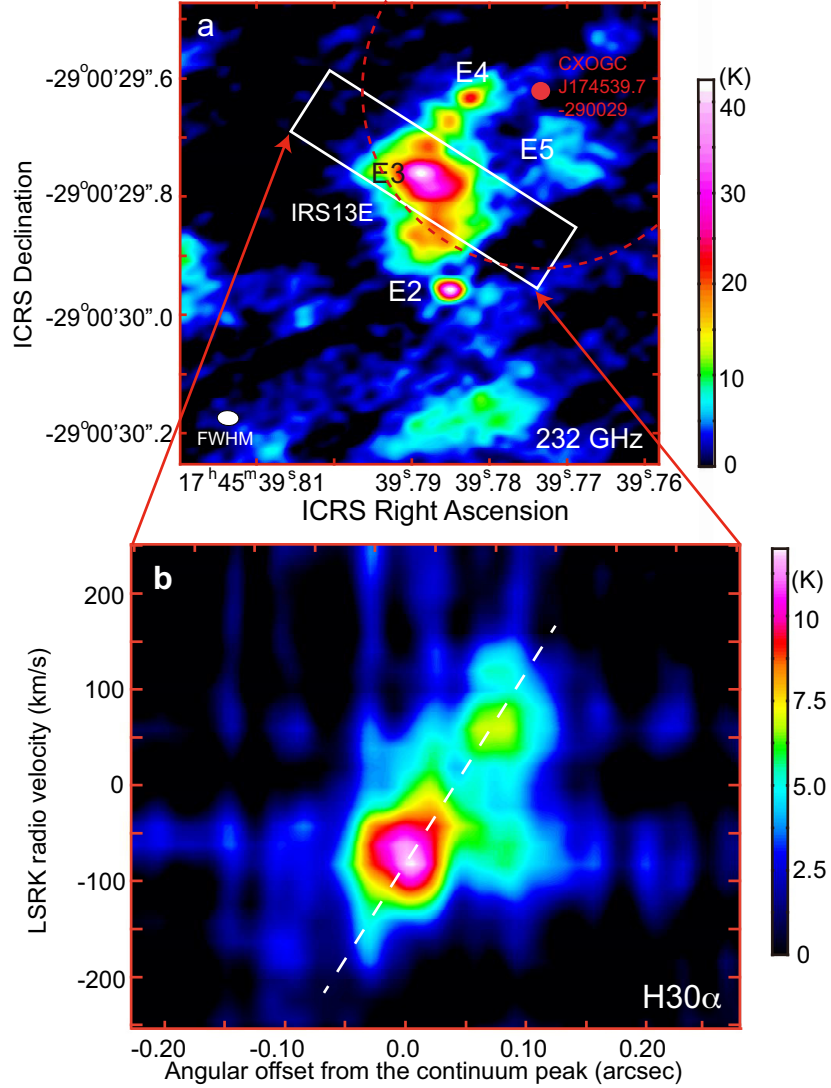 a
E4
CXOGC
J174539.7
-290029
E5
E3
IRS13E
E2
FWHM
232 GHz
ICRS Declination
-29°00'29".6
-29°00'29".8
-29°00'30".0
-29°00'30".2
17ʰ45ᵐ39ˢ.81 39ˢ.79 39ˢ.78 39ˢ.77 39ˢ.76
ICRS Right Ascension
(K)
40
30
20
10
0
b
H30α
LSRK radio velocity (km/s)
200
100
0
-100
-200
-0.20 -0.10 0.0 0.10 0.20
Angular offset from the continuum peak (arcsec)
(K)
10
7.5
5.0
2.5
0